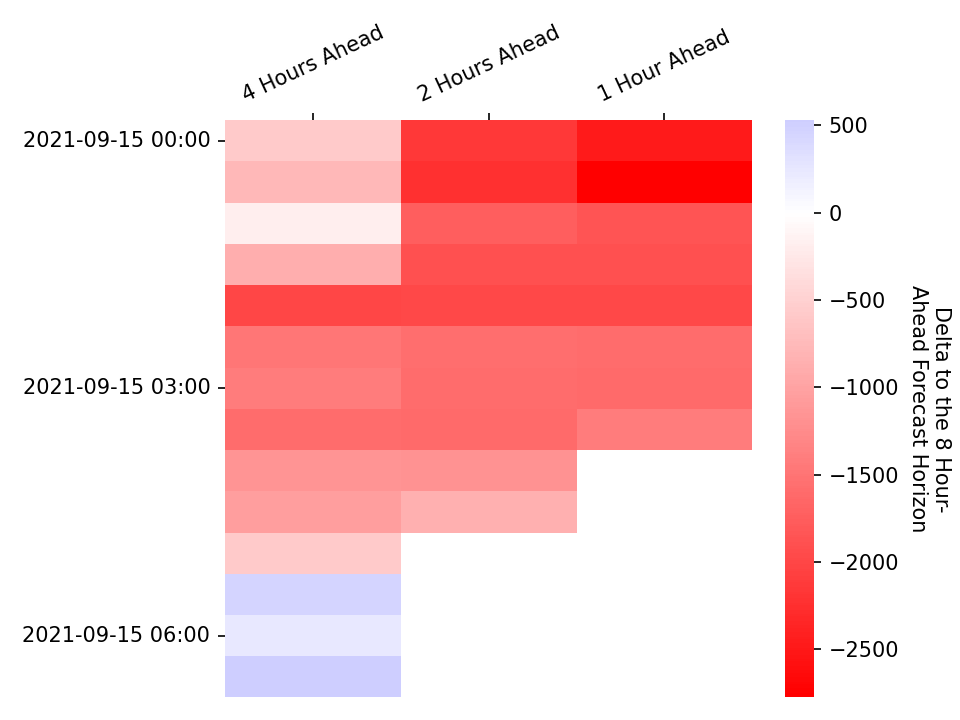 4 Hours Ahead
2 Hours Ahead
1 Hour Ahead
2021-09-15 00:00
2021-09-15 03:00
2021-09-15 06:00
500
0
−500
−1000
−1500
−2000
−2500
Delta to the 8 Hour-
Ahead Forecast Horizon